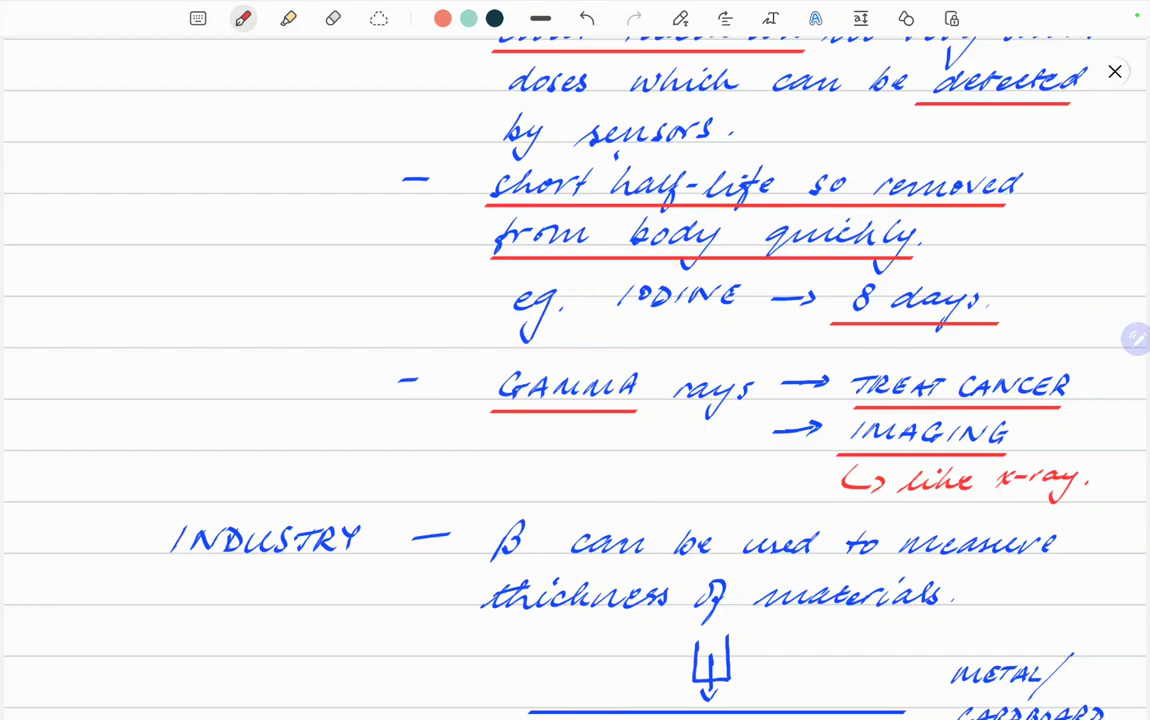 doses which can be detected
by sensors.
- short half-life so removed
from body quickly.
eg. IODINE → 8 days.
- GAMMA rays → TREAT CANCER
→ IMAGING
↳ like x-ray.
INDUSTRY - β can be used to measure
thickness of materials.
METAL/
CARDBOARD